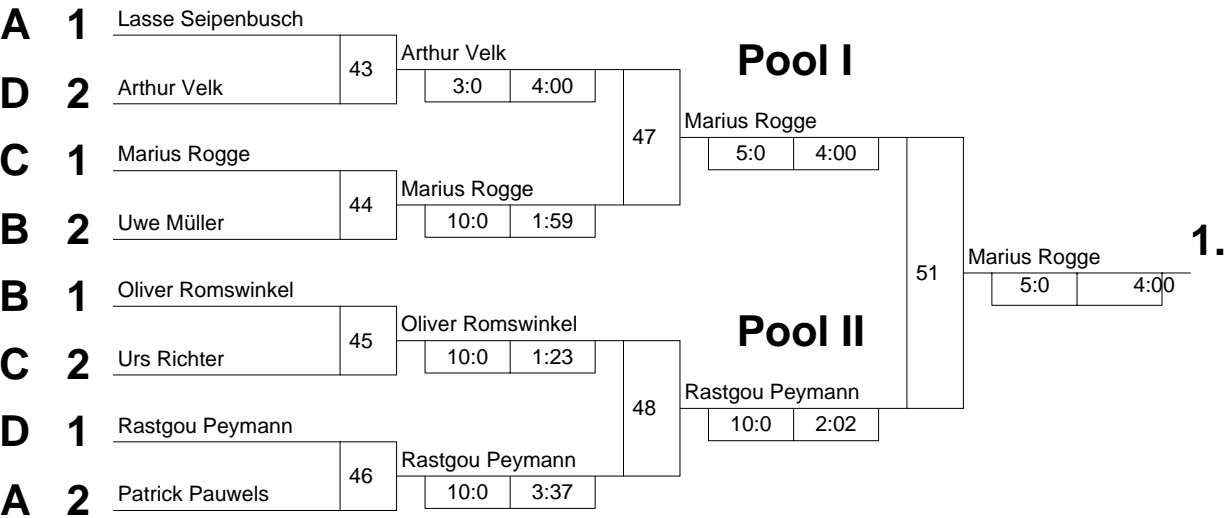 A 1 Lasse Seipenbusch
43 Arthur Velk Pool I
D 2 Arthur Velk 3:0 4:00
47 Marius Rogge
5:0 4:00
C 1 Marius Rogge
44 Marius Rogge
B 2 Uwe Müller 10:0 1:59
1.
51 Marius Rogge
5:0 4:00
B 1 Oliver Romswinkel
45 Oliver Romswinkel Pool II
C 2 Urs Richter 10:0 1:23
48 Rastgou Peymann
10:0 2:02
D 1 Rastgou Peymann
46 Rastgou Peymann
A 2 Patrick Pauwels 10:0 3:37